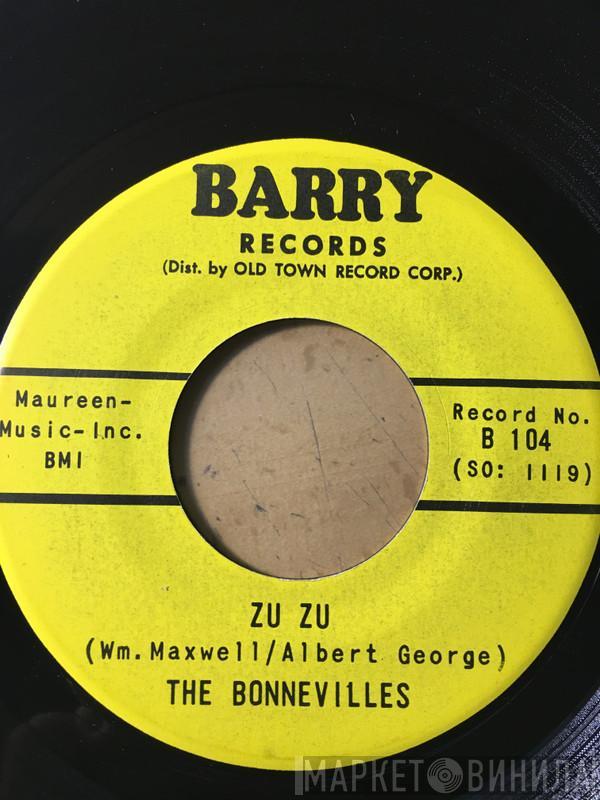 BARRY
RECORDS
(Dist. by OLD TOWN RECORD CORP.)
Maureen-
Music-Inc.
BMI
Record No.
B 104
(SO: 1119)
ZU ZU
(Wm. Maxwell/Albert George)
THE BONNEVILLES
МАРКЕТ ВИНИЛА